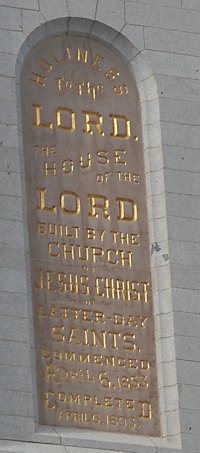 HOLINESS
To The
LORD.
THE
HOUSE
OF THE
LORD
BUILT BY THE
CHURCH
OF
JESUS CHRIST
OF
LATTER-DAY
SAINTS.
COMMENCED
APRIL 6, 1853.
COMPLETED
APRIL 6, 1893.